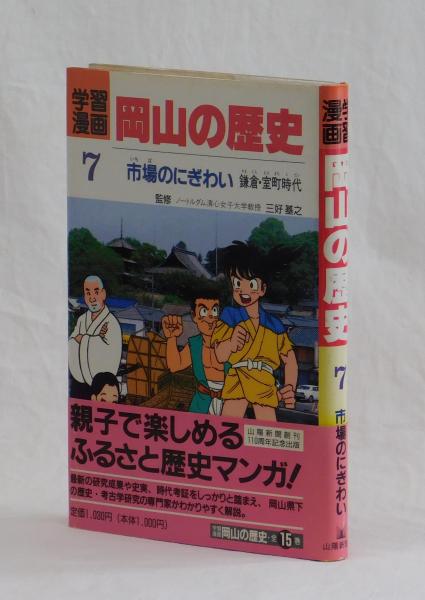 学習
漫画
岡山の歴史
7
いちば
市場のにぎわい 鎌倉・室町時代
監修 ノートルダム清心女子大学教授 三好基之
親子で楽しめる
ふるさと歴史マンガ!
山陽新聞創刊
110周年記念出版
最新の研究成果や史実、時代考証をしっかりと踏まえ、岡山県下
の歴史・考古学研究の専門家がわかりやすく解説。
定価1,030円(本体1,000円)
学習
漫画
岡山の歴史・全15巻
学習
漫画
岡山の歴史
7
市場のにぎわい
山陽新